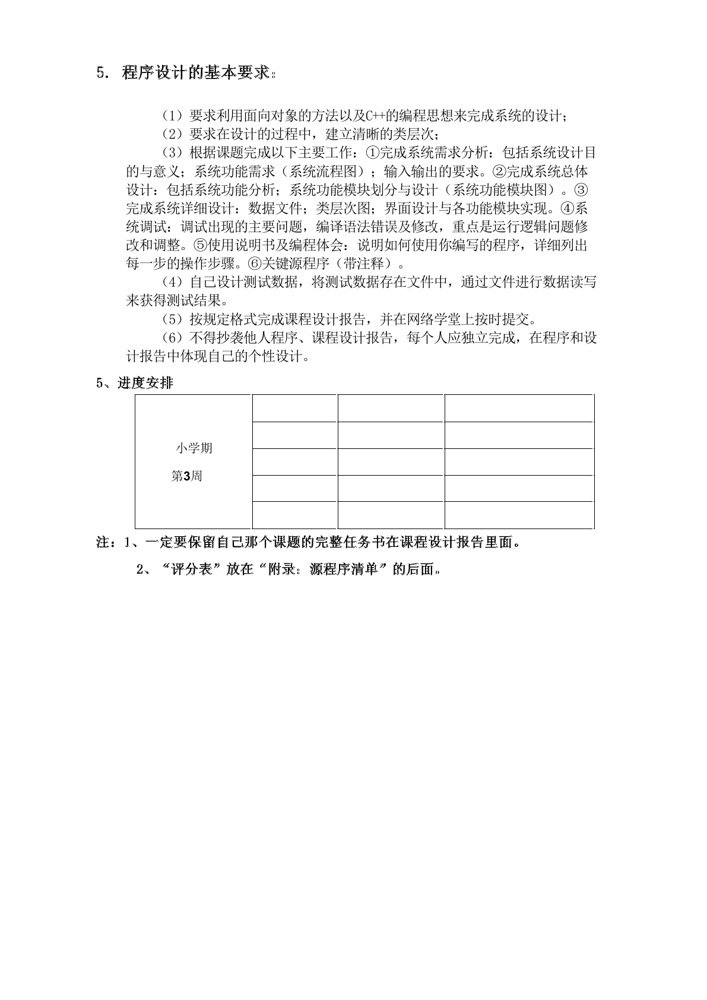 5. 程序设计的基本要求:
（1）要求利用面向对象的方法以及C++的编程思想来完成系统的设计；
（2）要求在设计的过程中，建立清晰的类层次；
（3）根据课题完成以下主要工作：①完成系统需求分析：包括系统设计目
的与意义；系统功能需求（系统流程图）；输入输出的要求。②完成系统总体
设计：包括系统功能分析；系统功能模块划分与设计（系统功能模块图）。③
完成系统详细设计：数据文件；类层次图；界面设计与各功能模块实现。④系
统调试：调试出现的主要问题，编译语法错误及修改，重点是运行逻辑问题修
改和调整。⑤使用说明书及编程体会：说明如何使用你编写的程序，详细列出
每一步的操作步骤。⑥关键源程序（带注释）。
（4）自己设计测试数据，将测试数据存在文件中，通过文件进行数据读写
来获得测试结果。
（5）按规定格式完成课程设计报告，并在网络学堂上按时提交。
（6）不得抄袭他人程序、课程设计报告，每个人应独立完成，在程序和设
计报告中体现自己的个性设计。
5、进度安排
小学期
第3周
注：1、一定要保留自己那个课题的完整任务书在课程设计报告里面。
2、“评分表”放在“附录：源程序清单”的后面。